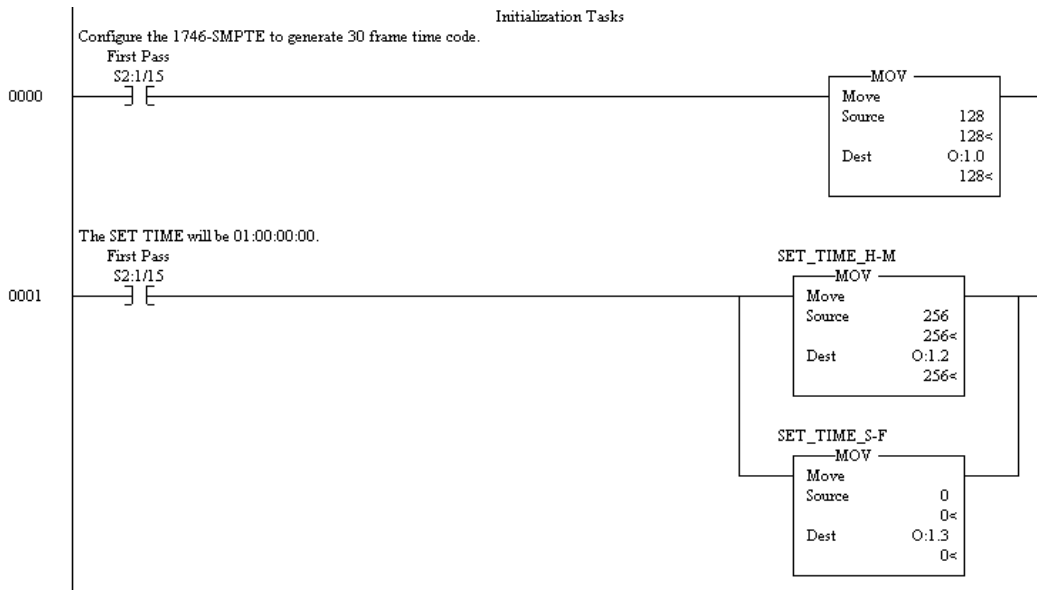 Initialization Tasks
Configure the 1746-SMPTE to generate 30 frame time code.
First Pass
S2:1/15
0000
MOV
Move
Source 128
128<
Dest O:1.0
128<
The SET TIME will be 01:00:00:00.
First Pass
S2:1/15
0001
SET_TIME_H-M
MOV
Move
Source 256
256<
Dest O:1.2
256<
SET_TIME_S-F
MOV
Move
Source 0
0<
Dest O:1.3
0<